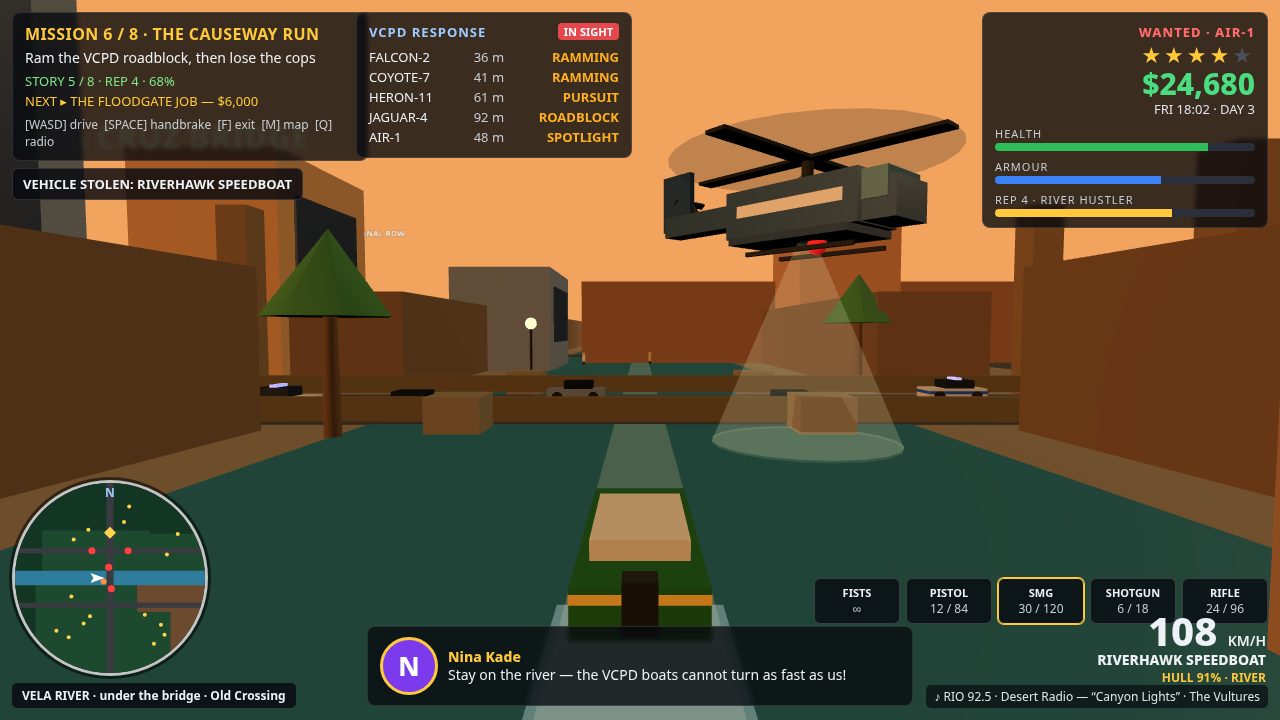 MISSION 6 / 8 · THE CAUSEWAY RUN
Ram the VCPD roadblock, then lose the cops
STORY 5 / 8 · REP 4 · 68%
NEXT ▸ THE FLOODGATE JOB — $6,000
[WASD] drive [SPACE] handbrake [F] exit [M] map [Q]
radio
CRUZ BRIDGE
VEHICLE STOLEN: RIVERHAWK SPEEDBOAT
VCPD RESPONSE IN SIGHT
FALCON-2 36 m RAMMING
COYOTE-7 41 m RAMMING
HERON-11 61 m PURSUIT
JAGUAR-4 92 m ROADBLOCK
AIR-1 48 m SPOTLIGHT
WANTED · AIR-1
★★★★★
$24,680
FRI 18:02 · DAY 3
HEALTH
ARMOUR
REP 4 · RIVER HUSTLER
ROW
N
VELA RIVER · under the bridge · Old Crossing
N
Nina Kade
Stay on the river — the VCPD boats cannot turn as fast as us!
FISTS
∞
PISTOL
12 / 84
SMG
30 / 120
SHOTGUN
6 / 18
RIFLE
24 / 96
108 KM/H
RIVERHAWK SPEEDBOAT
HULL 91% · RIVER
♪ RIO 92.5 · Desert Radio — “Canyon Lights” · The Vultures